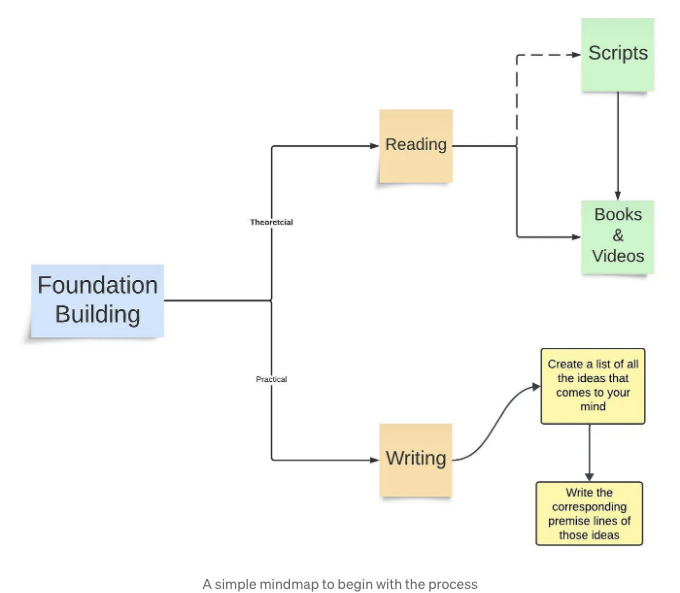 Scripts
Reading
Books
&
Videos
Theoretcial
Foundation
Building
Practical
Create a list of all
the ideas that
comes to your
mind
Writing
Write the
corresponding
premise lines of
those ideas
A simple mindmap to begin with the process